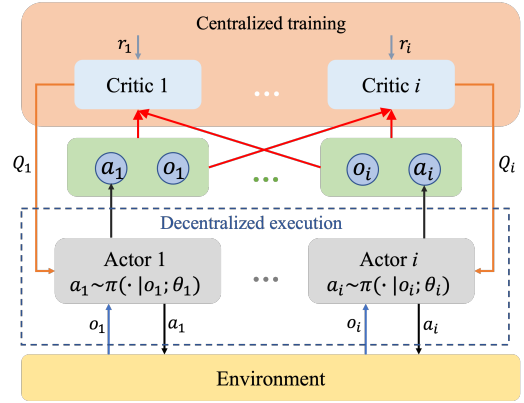 Centralized training
r₁ rᵢ
Critic 1 ... Critic i
Q₁ a₁ o₁ ... oᵢ aᵢ Qᵢ
Decentralized execution
Actor 1 ... Actor i
a₁~π(· |o₁; θ₁) aᵢ~π(· |oᵢ; θᵢ)
o₁ a₁ oᵢ aᵢ
Environment